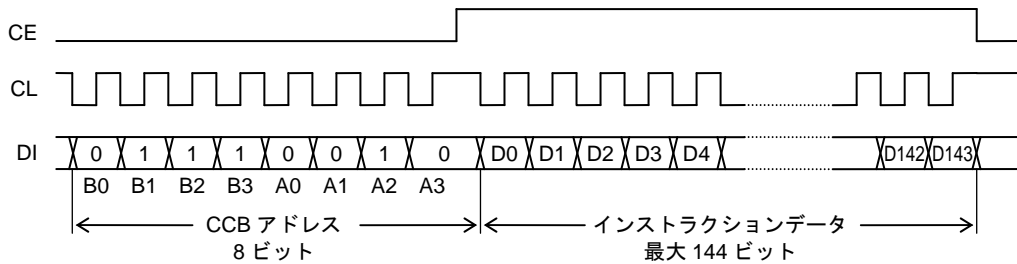 CE
CL
DI 0 1 1 1 0 0 1 0 D0 D1 D2 D3 D4 D142 D143
B0 B1 B2 B3 A0 A1 A2 A3
CCB アドレス インストラクションデータ
8 ビット 最大 144 ビット